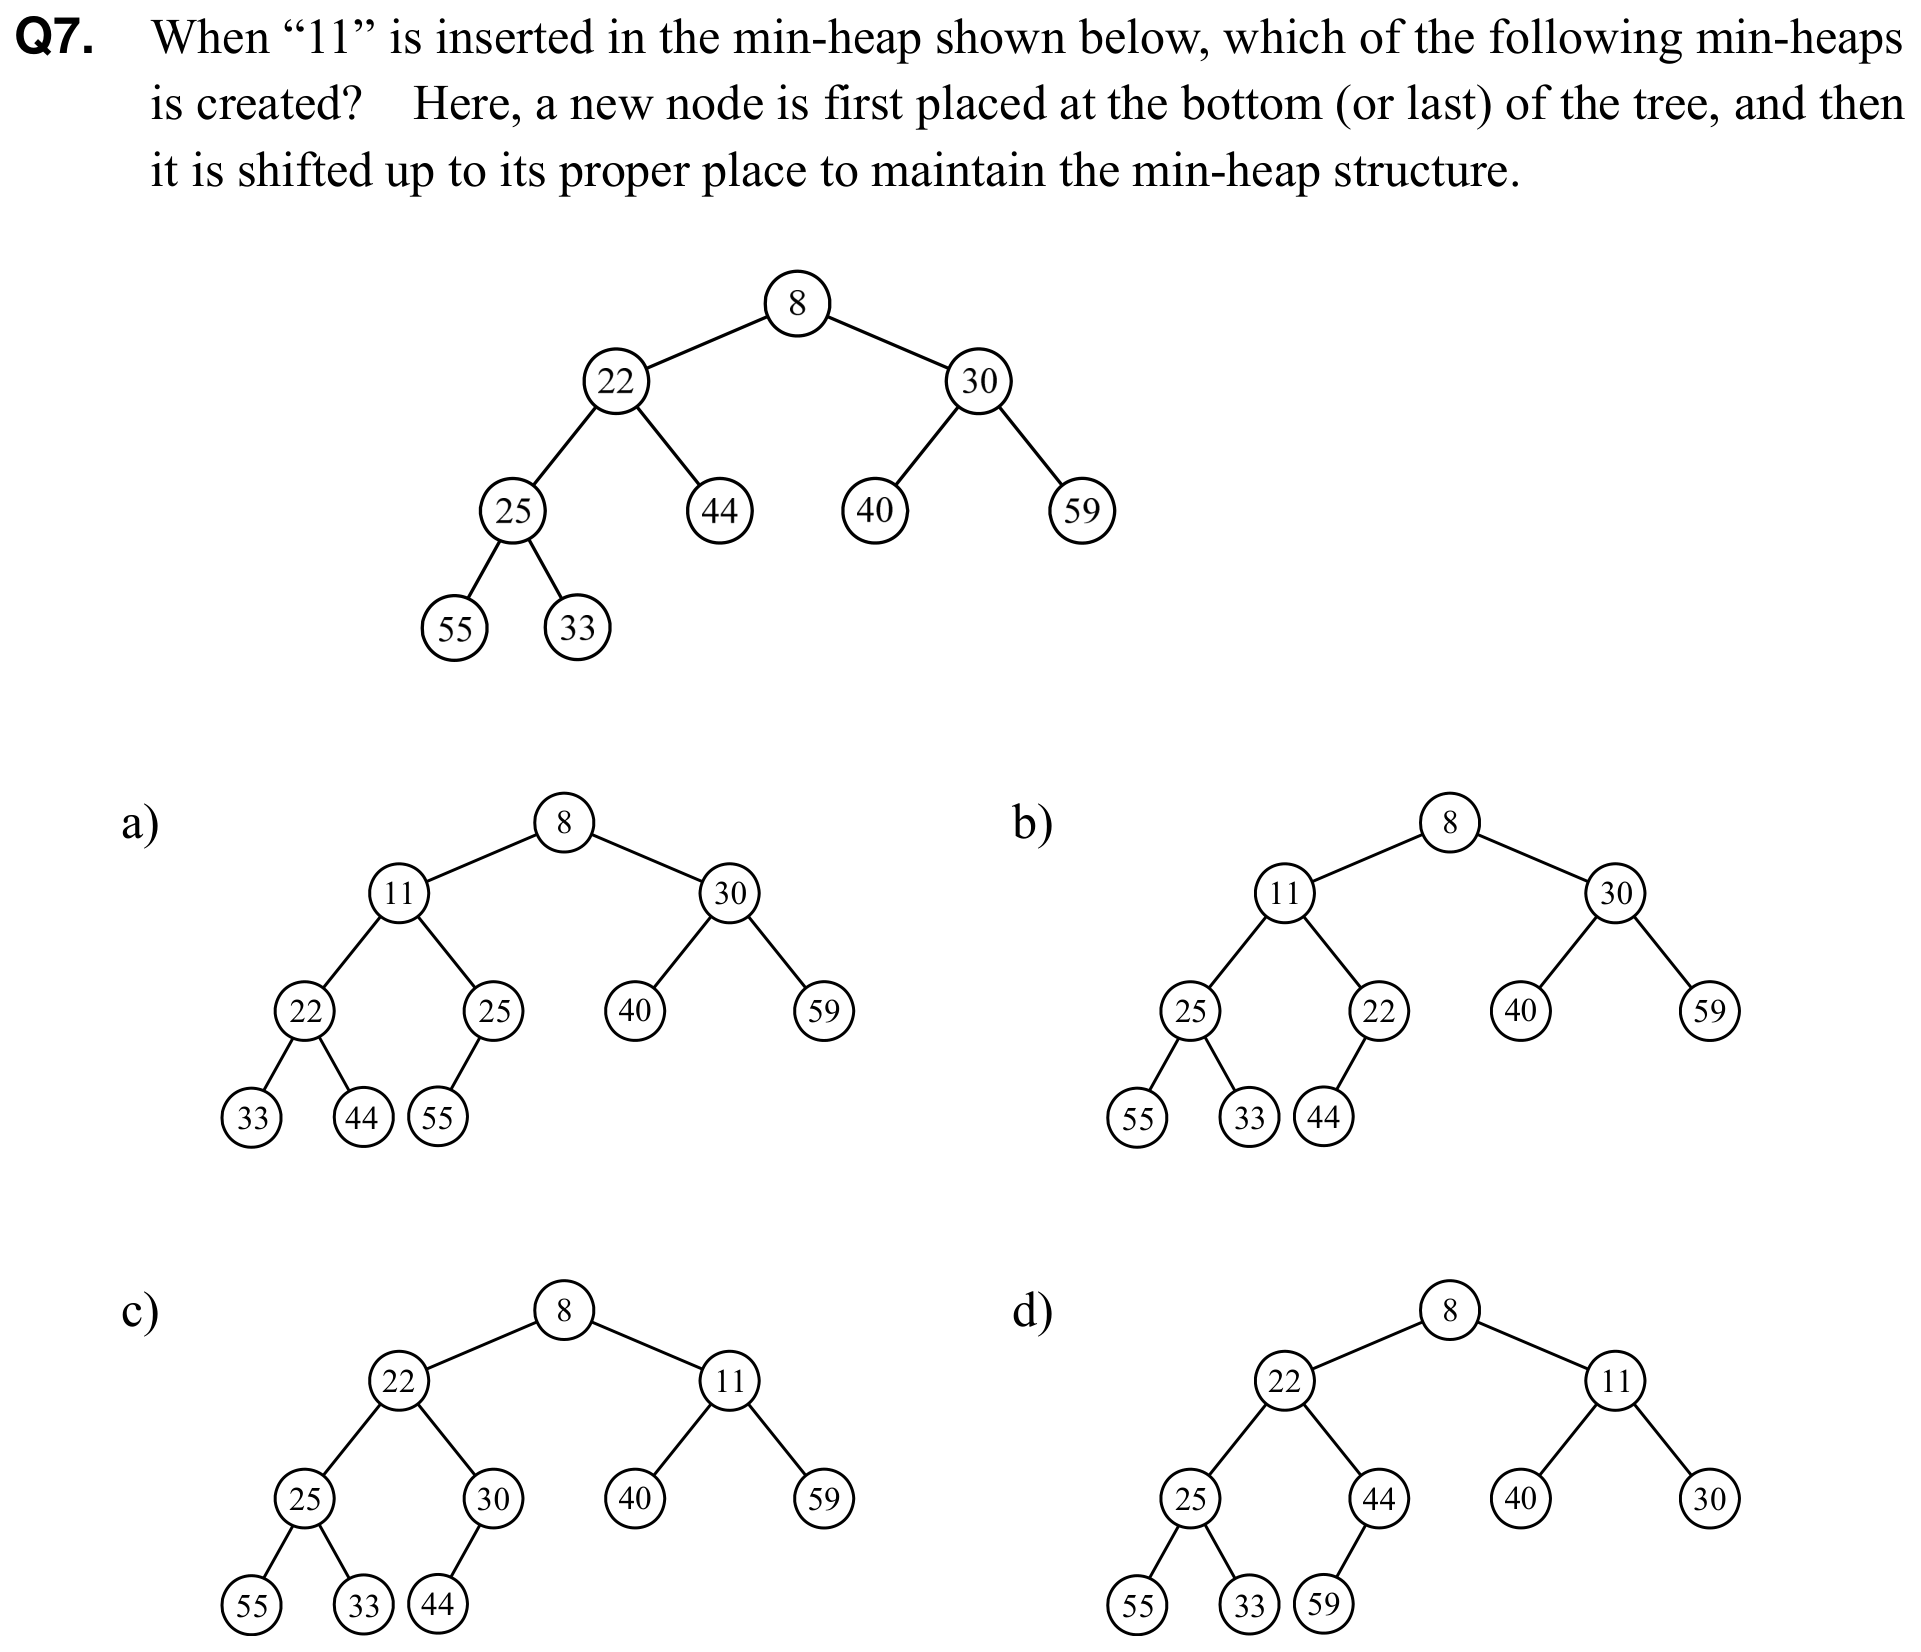 Q7. When “11” is inserted in the min-heap shown below, which of the following min-heaps
is created? Here, a new node is first placed at the bottom (or last) of the tree, and then
it is shifted up to its proper place to maintain the min-heap structure.
8
22 30
25 44 40 59
55 33
a) 8
11 30
22 25 40 59
33 44 55
b) 8
11 30
25 22 40 59
55 33 44
c) 8
22 11
25 30 40 59
55 33 44
d) 8
22 11
25 44 40 30
55 33 59